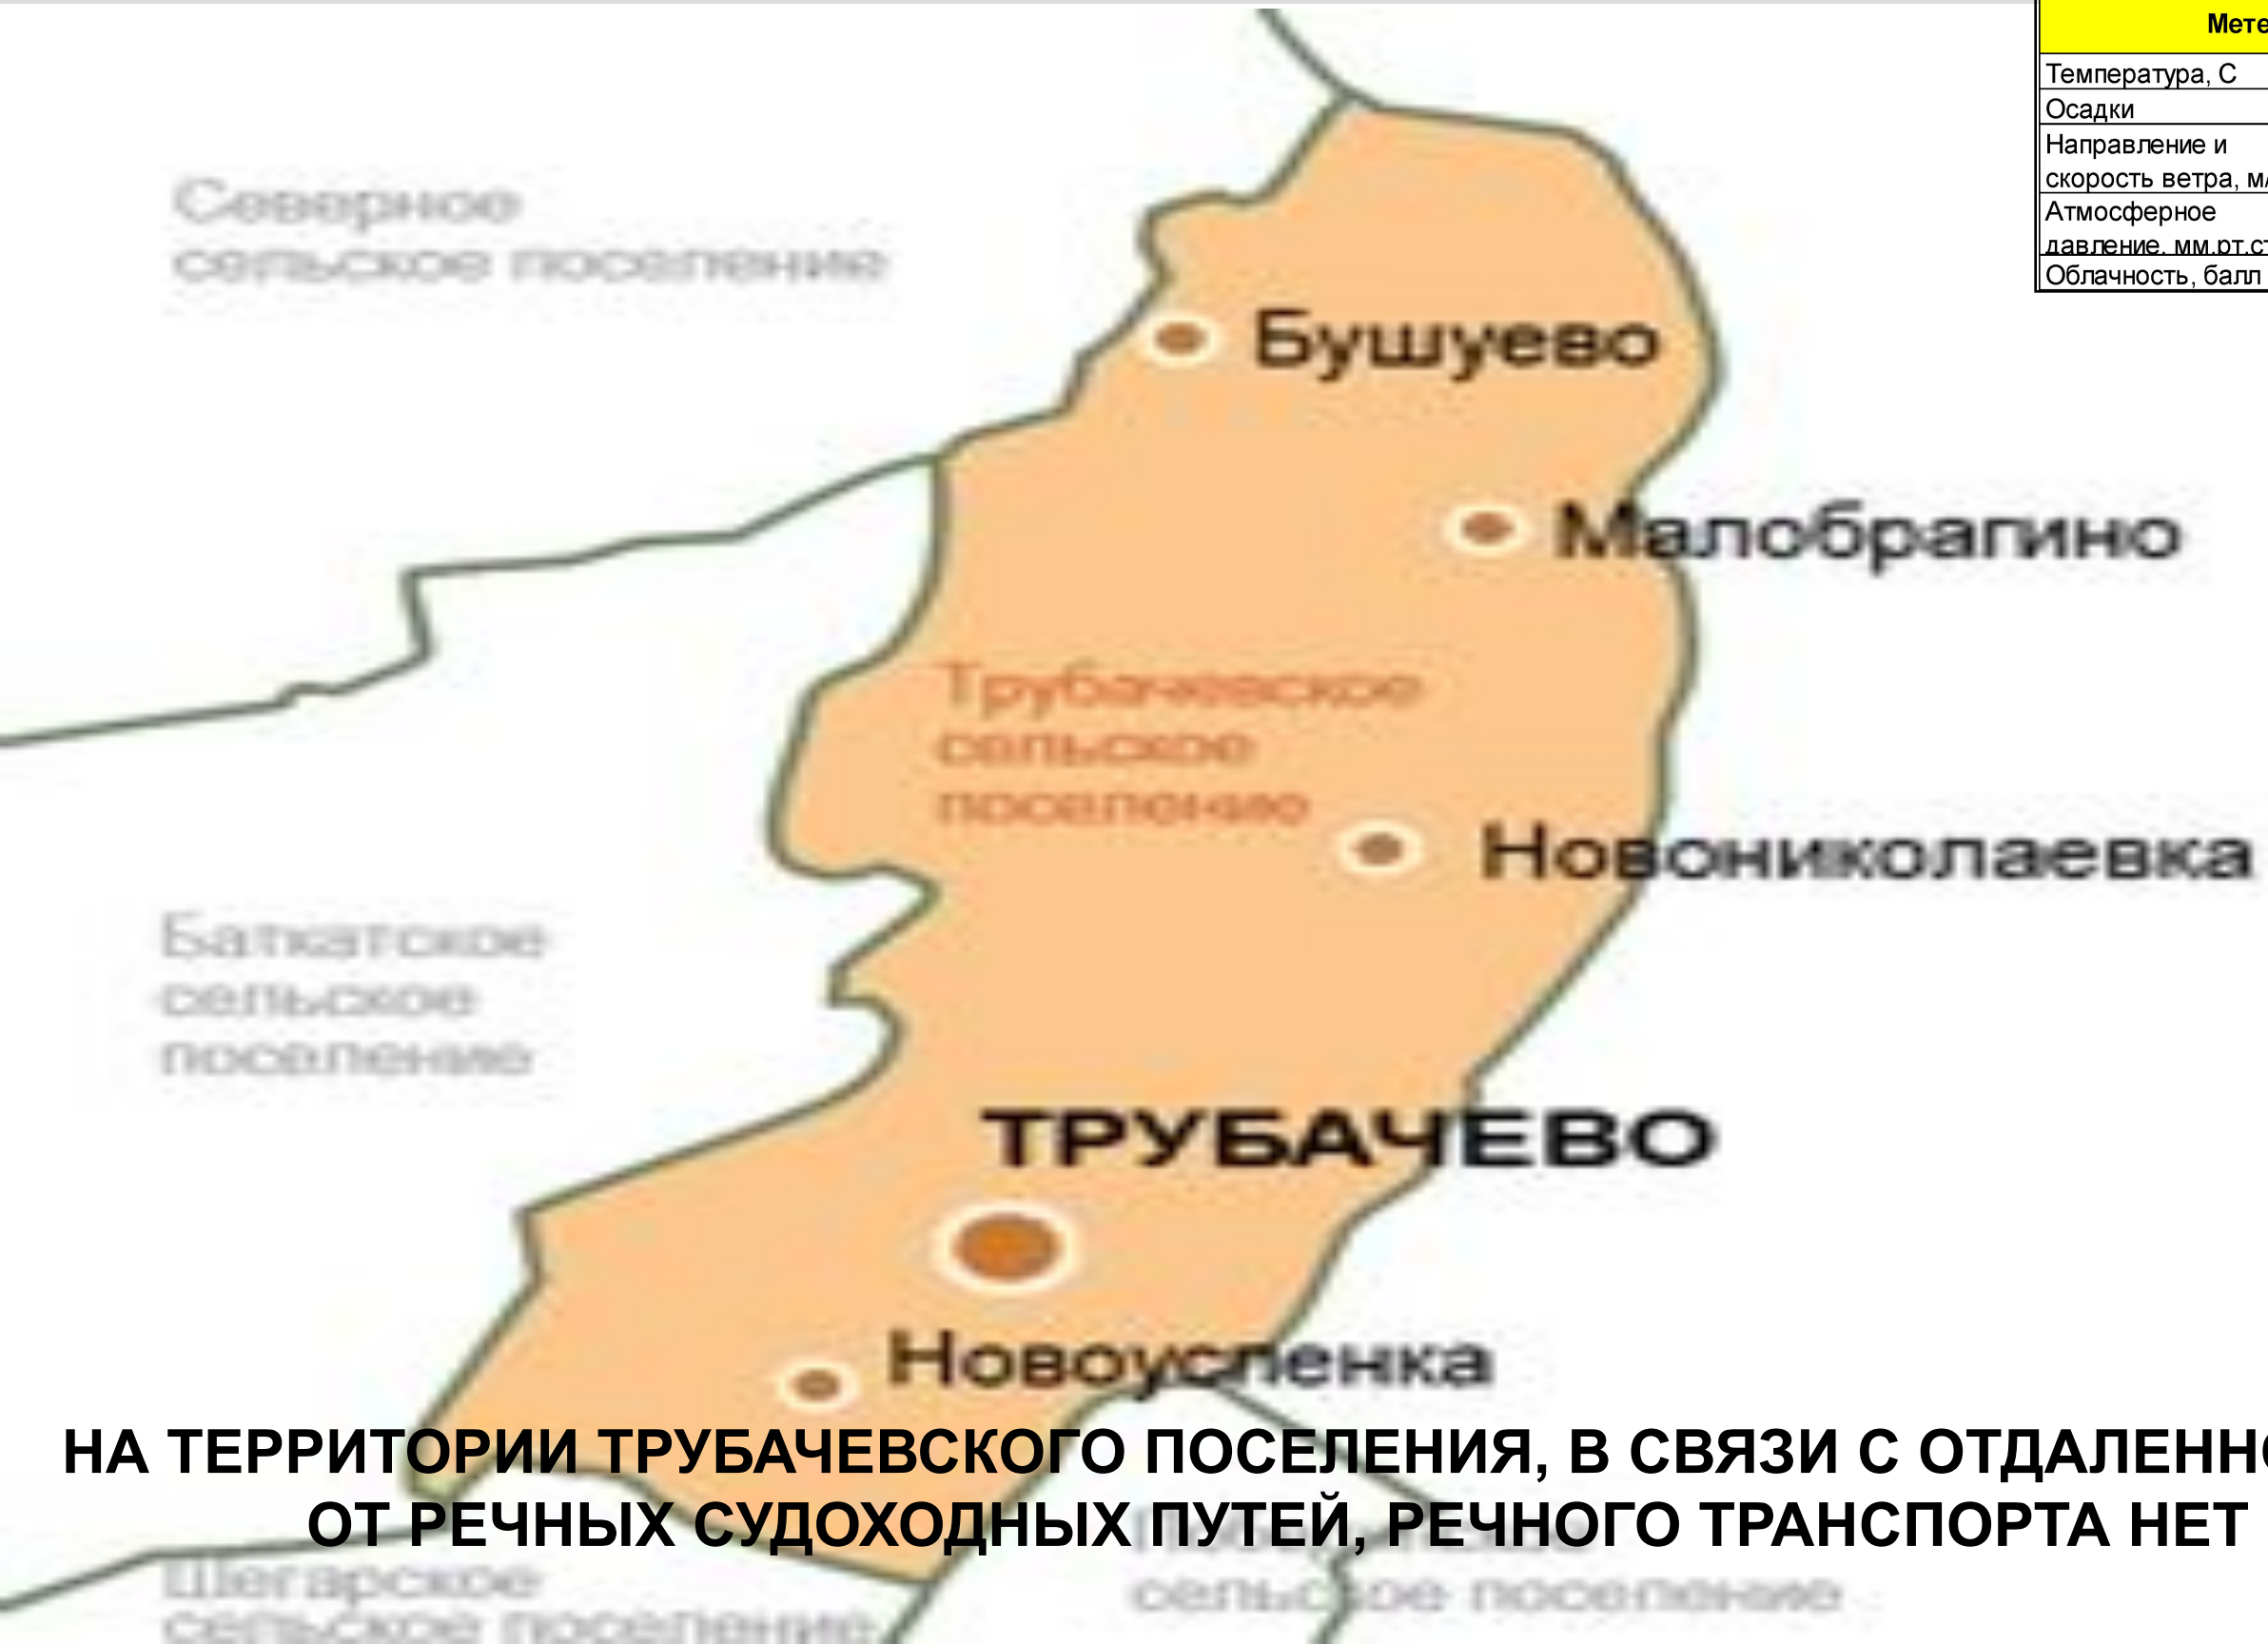 Мете
Температура, С
Осадки
Направление и
скорость ветра, м/
Атмосферное
давление, мм.рт.ст
Облачность, балл
Северное
сельское поселение
Бушуево
Малобрагино
Трубачевское
сельское
поселение
Новониколаевка
Баткатское
сельское
поселение
ТРУБАЧЕВО
Новоуспенка
НА ТЕРРИТОРИИ ТРУБАЧЕВСКОГО ПОСЕЛЕНИЯ, В СВЯЗИ С ОТДАЛЕННО
ОТ РЕЧНЫХ СУДОХОДНЫХ ПУТЕЙ, РЕЧНОГО ТРАНСПОРТА НЕТ
Шегарское
сельское поселение
сельское поселение